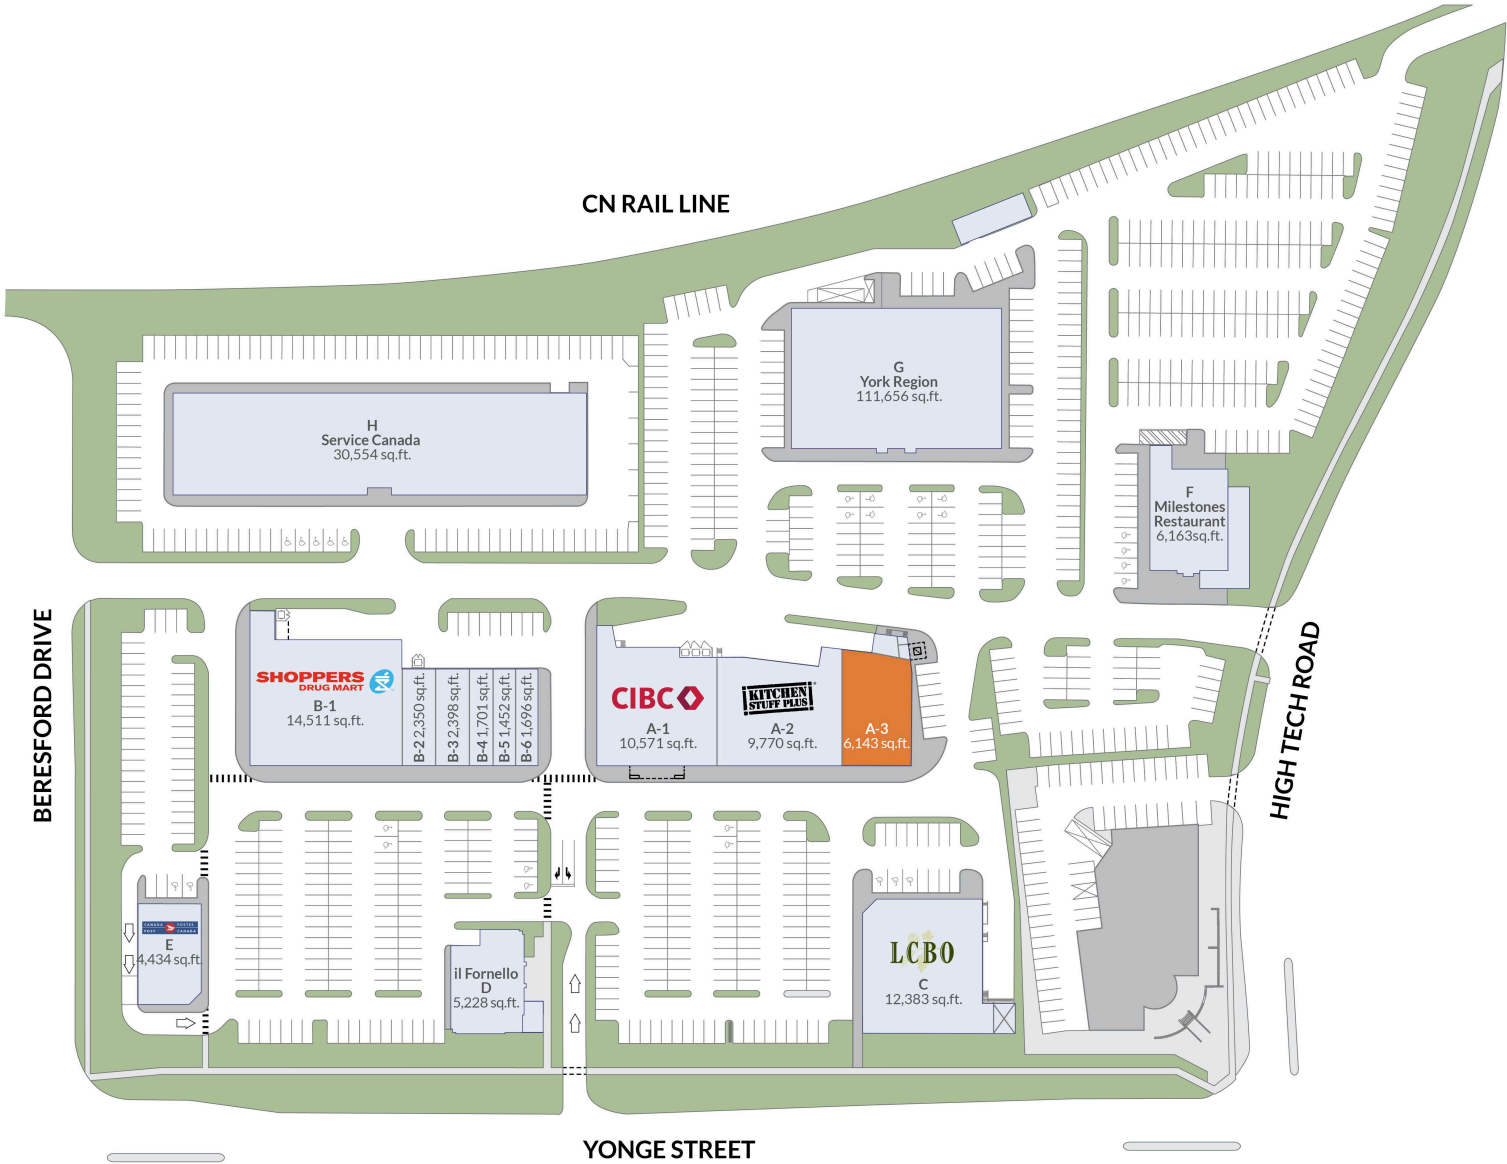 CN RAIL LINE
G
York Region
111,656 sq.ft.
H
Service Canada
30,554 sq.ft.
F
Milestones
Restaurant
6,163sq.ft.
BERESFORD DRIVE
HIGH TECH ROAD
SHOPPERS
DRUG MART
B-1
14,511 sq.ft.
B-2 2,350 sq.ft.
B-3 2,398 sq.ft.
B-4 1,701 sq.ft.
B-5 1,452 sq.ft.
B-6 1,696 sq.ft.
CIBC
A-1
10,571 sq.ft.
KITCHEN
STUFF PLUS
A-2
9,770 sq.ft.
A-3
6,143 sq.ft.
CANADA POSTES
POST CANADA
E
4,434 sq.ft.
il Fornello
D
5,228 sq.ft.
LCBO
C
12,383 sq.ft.
YONGE STREET